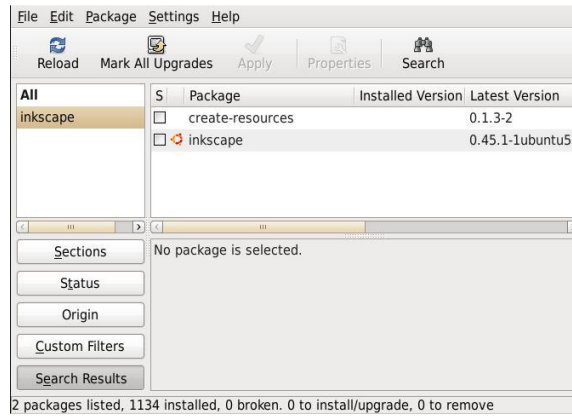 File Edit Package Settings Help
Reload Mark All Upgrades Apply Properties Search
All
inkscape
S Package Installed Version Latest Version
create-resources 0.1.3-2
inkscape 0.45.1-1ubuntu5
Sections
Status
Origin
Custom Filters
Search Results
No package is selected.
2 packages listed, 1134 installed, 0 broken. 0 to install/upgrade, 0 to remove